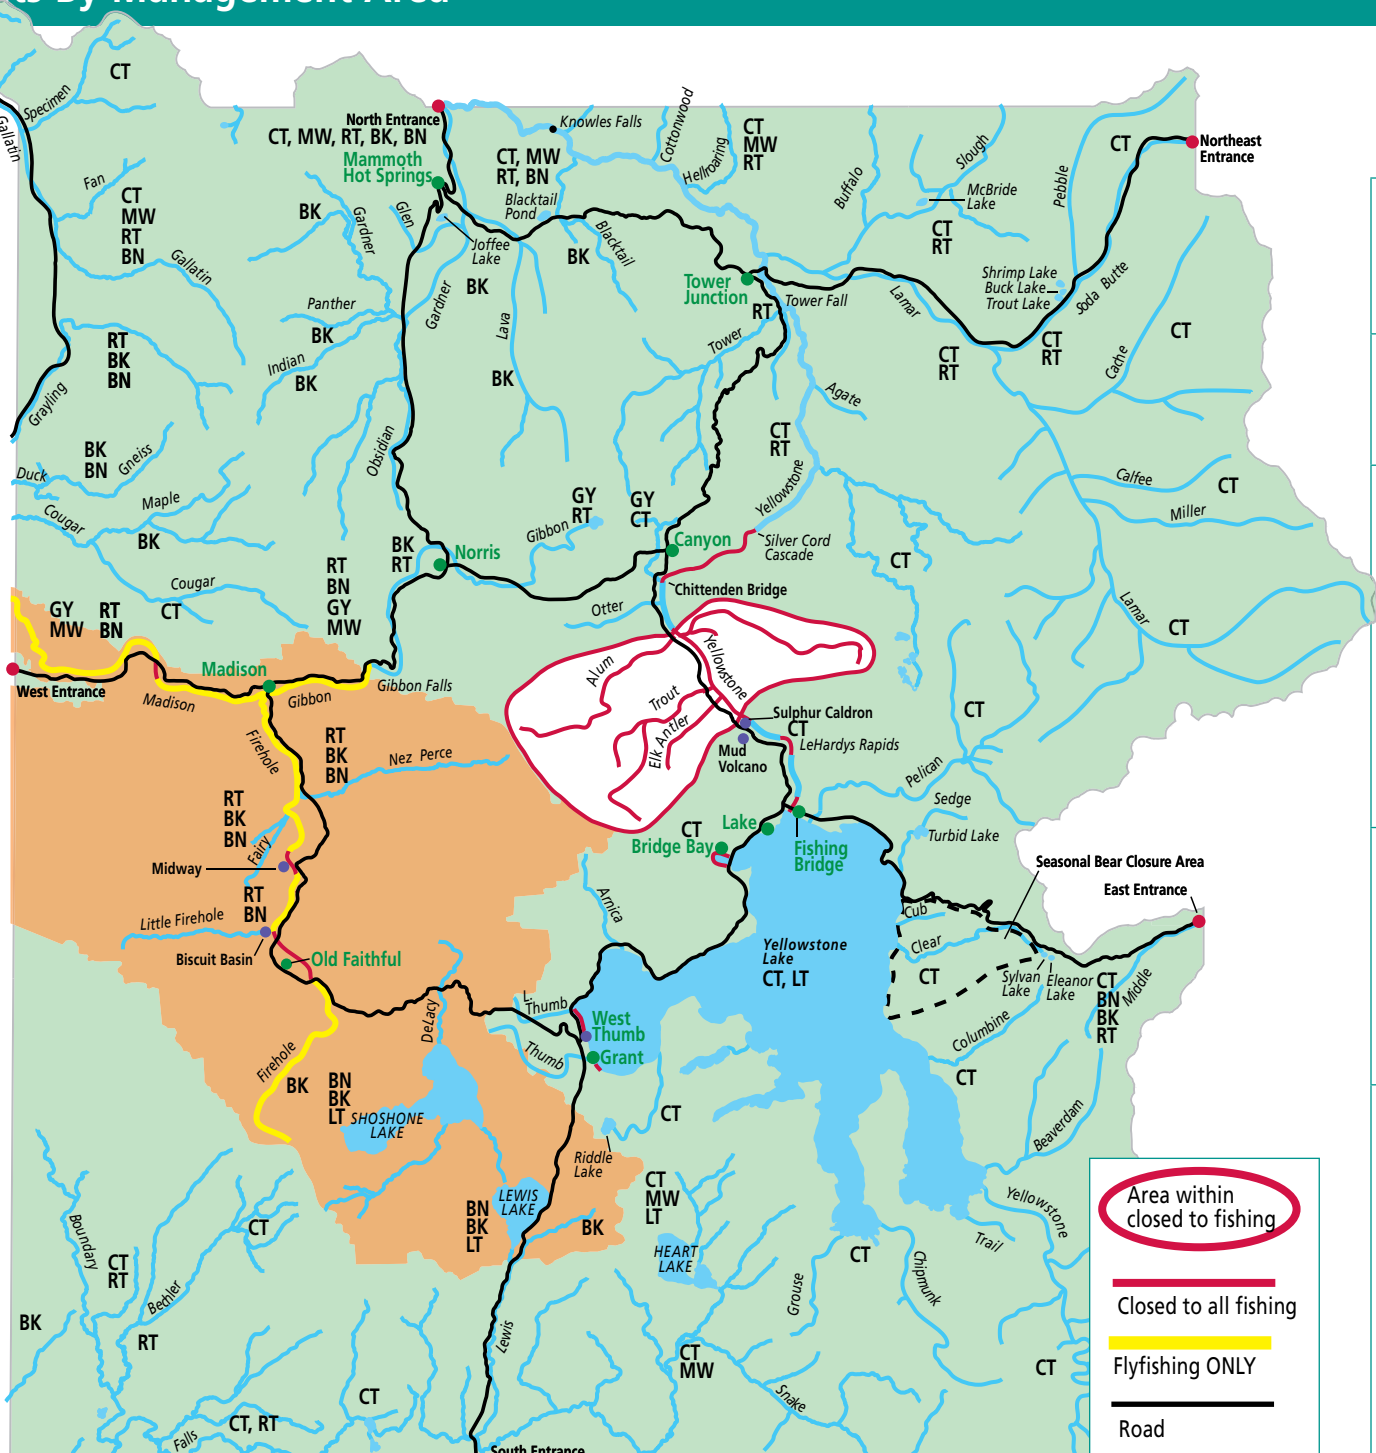 ts By Management Area
CT
Specimen
Gallatin
North Entrance
CT, MW, RT, BK, BN
Mammoth
Hot Springs
Knowles Falls
CT, MW
RT, BN
Blacktail
Pond
Cottonwood
Hellroaring
CT
MW
RT
Buffalo
Slough
McBride
Lake
CT
RT
Pebble
CT
Northeast
Entrance
Fan
CT
MW
RT
BN
Gallatin
BK
Gardner
Glen
Joffee
Lake
BK
Gardner
BK
Blacktail
Tower
Junction
RT
Tower Fall
Lamar
Shrimp Lake
Buck Lake
Trout Lake
Soda Butte
CT
RT
CT
RT
Cache
CT
Panther
BK
Indian
BK
Lava
BK
Tower
Agate
RT
BK
BN
Grayling
BK
BN
Gneiss
Duck
Maple
Cougar
BK
Obsidian
CT
RT
Yellowstone
Calfee
CT
Miller
GY
RT
GY
CT
Gibbon
BK
RT
Norris
Canyon
Silver Cord
Cascade
Chittenden Bridge
CT
Cougar
CT
RT
BN
GY
MW
Otter
Lamar
CT
GY
MW
RT
BN
West Entrance
Madison
Madison
Gibbon
Gibbon Falls
Alum
Yellowstone
Trout
Elk Antler
Sulphur Caldron
CT
LeHardys Rapids
Mud
Volcano
CT
Firehole
RT
BK
BN
Nez Perce
Pelican
Sedge
Turbid Lake
RT
BK
BN
Fairy
Midway
CT
Lake
Bridge Bay
Fishing
Bridge
Seasonal Bear Closure Area
East Entrance
RT
BN
Little Firehole
Biscuit Basin
Old Faithful
Arnica
Yellowstone
Lake
CT, LT
Cub
Clear
CT
Sylvan
Lake
Eleanor
Lake
CT
BN
BK
RT
Middle
L.
Thumb
West
Thumb
Thumb
Grant
DeLacy
Columbine
CT
Firehole
BK
BN
BK
LT
SHOSHONE
LAKE
CT
Riddle
Lake
Beaverdam
LEWIS
LAKE
BN
BK
LT
BK
CT
MW
LT
HEART
LAKE
Yellowstone
Trail
CT
Chipmunk
Grouse
Boundary
CT
CT
RT
Bechler
BK
RT
Lewis
CT
MW
Snake
CT
CT
CT, RT
Falls
South Entrance
Area within
closed to fishing
Closed to all fishing
Flyfishing ONLY
Road